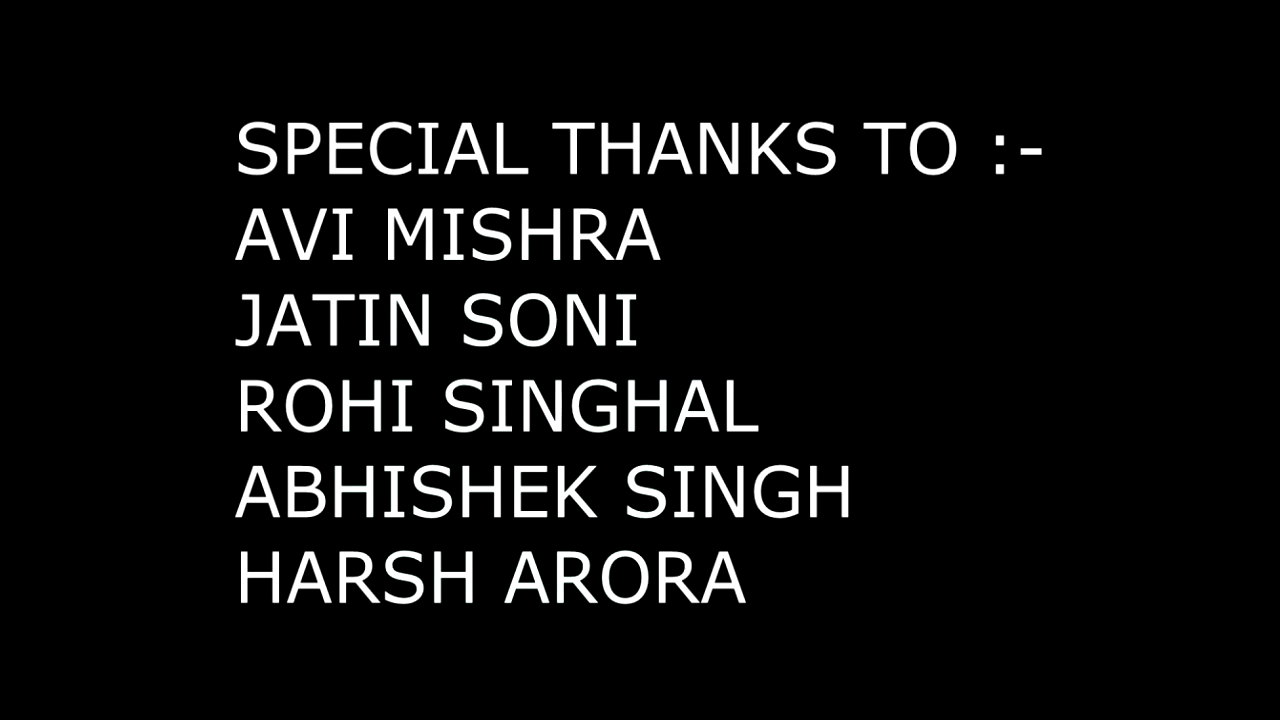 SPECIAL THANKS TO :-
AVI MISHRA
JATIN SONI
ROHI SINGHAL
ABHISHEK SINGH
HARSH ARORA